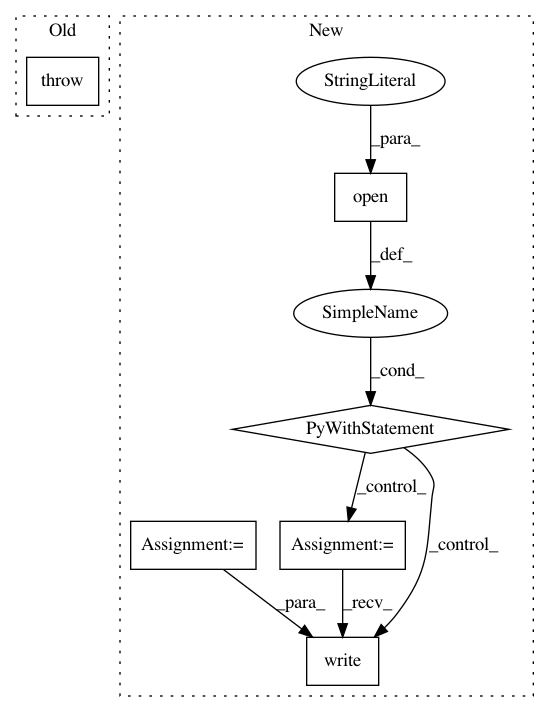 Old
New
throw
StringLiteral
_para_
open
_def_
SimpleName
_cond_
PyWithStatement
_control_
Assignment:=
Assignment:=
_control_
_para_
_recv_
write